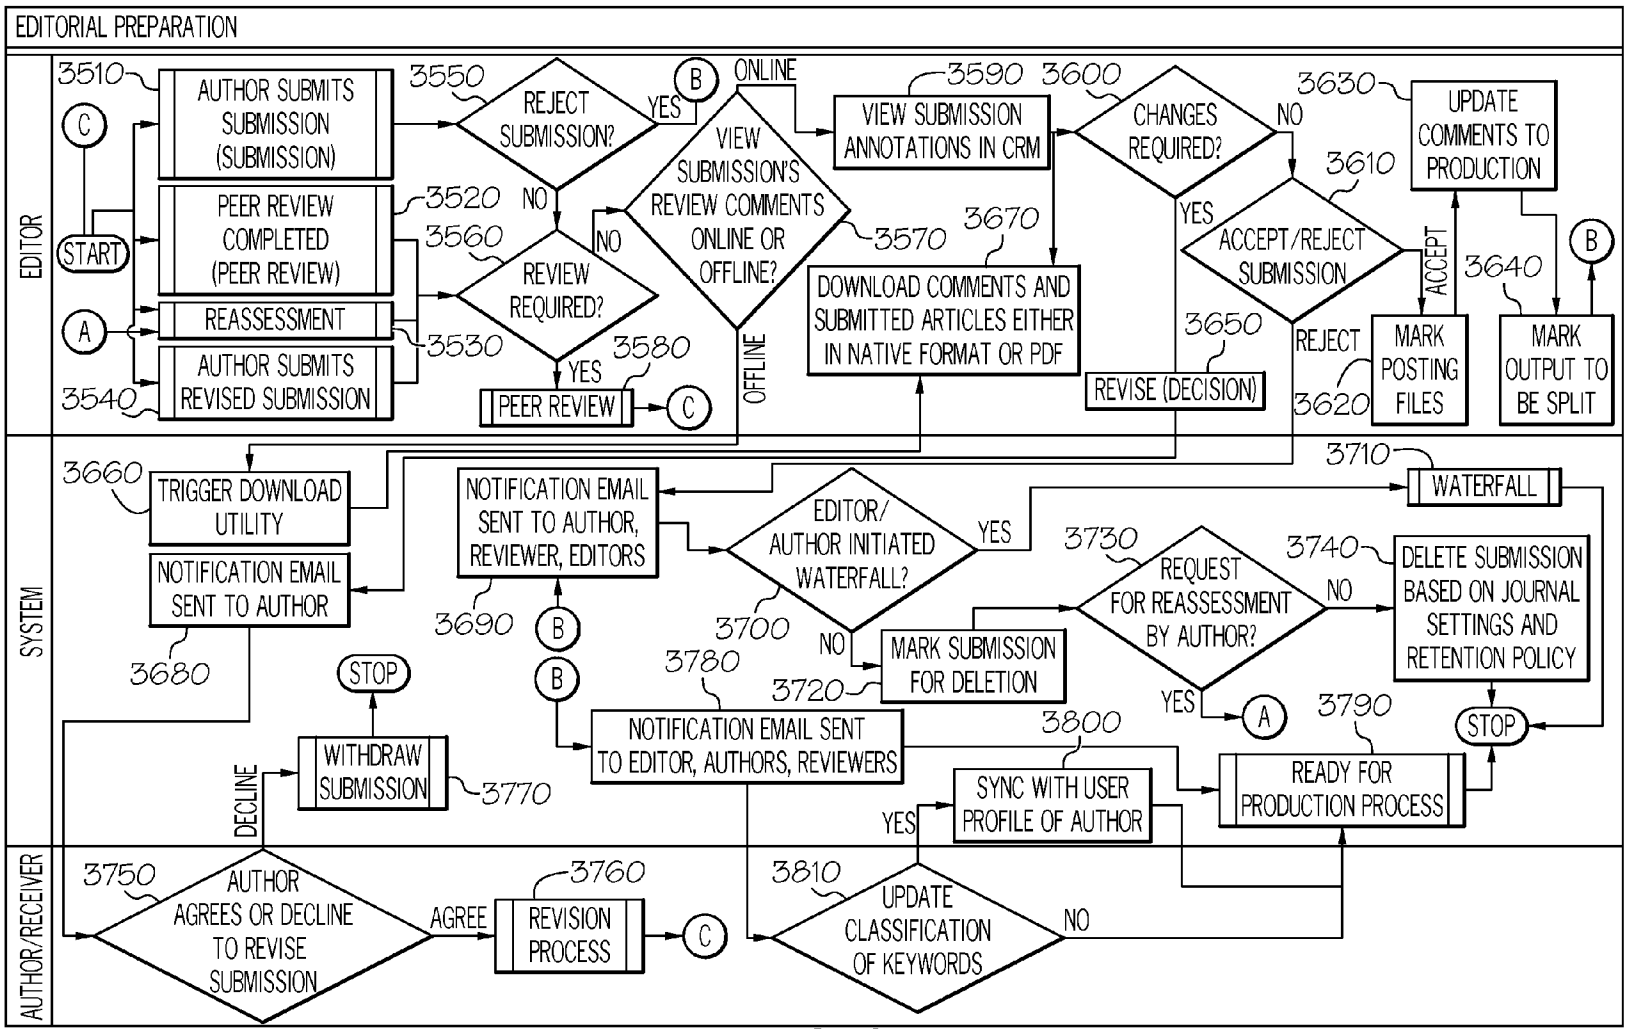 EDITORIAL PREPARATION
EDITOR
3510
C
START
A
AUTHOR SUBMITS
SUBMISSION
(SUBMISSION)
PEER REVIEW
COMPLETED
(PEER REVIEW)
3520
REASSESSMENT
3530
AUTHOR SUBMITS
REVISED SUBMISSION
3540
3550
REJECT
SUBMISSION?
YES
B
NO
3560
REVIEW
REQUIRED?
NO
YES
3580
PEER REVIEW
C
ONLINE
VIEW
SUBMISSION'S
REVIEW COMMENTS
ONLINE OR
OFFLINE?
3570
OFFLINE
3590
VIEW SUBMISSION
ANNOTATIONS IN CRM
3670
DOWNLOAD COMMENTS AND
SUBMITTED ARTICLES EITHER
IN NATIVE FORMAT OR PDF
3600
CHANGES
REQUIRED?
NO
YES
3610
ACCEPT/REJECT
SUBMISSION
3650
REVISE (DECISION)
REJECT
ACCEPT
3620
MARK
POSTING
FILES
3630
UPDATE
COMMENTS TO
PRODUCTION
3640
B
MARK
OUTPUT TO
BE SPLIT
SYSTEM
3660
TRIGGER DOWNLOAD
UTILITY
NOTIFICATION EMAIL
SENT TO AUTHOR
3680
NOTIFICATION EMAIL
SENT TO AUTHOR,
REVIEWER, EDITORS
3690
B
B
EDITOR/
AUTHOR INITIATED
WATERFALL?
YES
3700
NO
3710
WATERFALL
3720
MARK SUBMISSION
FOR DELETION
3730
REQUEST
FOR REASSESSMENT
BY AUTHOR?
NO
YES
A
3740
DELETE SUBMISSION
BASED ON JOURNAL
SETTINGS AND
RETENTION POLICY
STOP
STOP
WITHDRAW
SUBMISSION
3770
DECLINE
3780
NOTIFICATION EMAIL SENT
TO EDITOR, AUTHORS, REVIEWERS
3790
READY FOR
PRODUCTION PROCESS
3800
SYNC WITH USER
PROFILE OF AUTHOR
YES
AUTHOR/RECEIVER
3750
AUTHOR
AGREES OR DECLINE
TO REVISE
SUBMISSION
AGREE
3760
REVISION
PROCESS
C
3810
UPDATE
CLASSIFICATION
OF KEYWORDS
NO